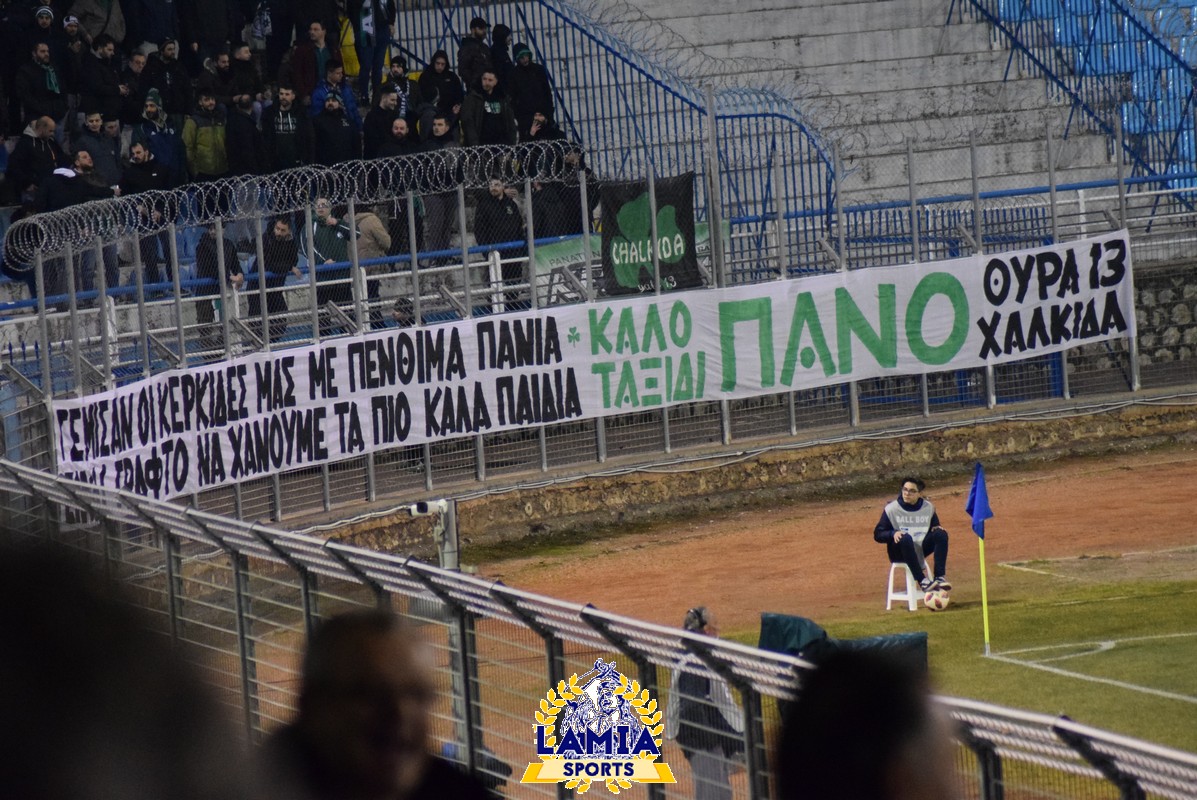 CHALKIDA
ΓΕΜΙΣΑΝ ΟΙ ΚΕΡΚΙΔΕΣ ΜΑΣ ΜΕ ΠΕΝΘΙΜΑ ΠΑΝΙΑ
ΓΡΑΦΤΟ ΝΑ ΧΑΝΟΥΜΕ ΤΑ ΠΙΟ ΚΑΛΑ ΠΑΙΔΙΑ
ΚΑΛΟ
ΤΑΞΙΔΙ
ΠΑΝΟ
ΘΥΡΑ 13
ΧΑΛΚΙΔΑ
BALL BOY
LAMIA
SPORTS